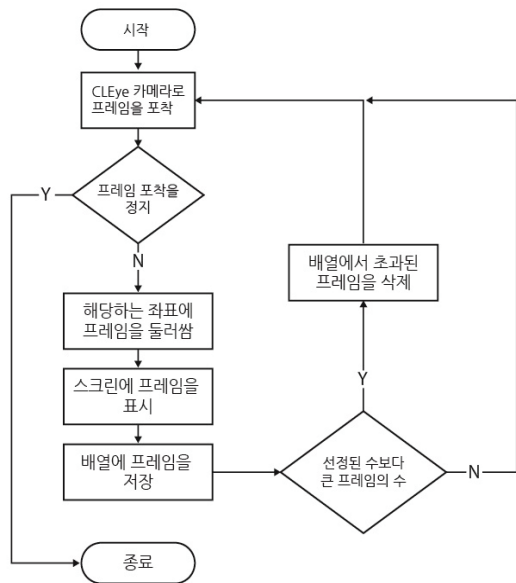 시작
CLEye 카메라로
프레임을 포착
프레임 포착을
정지
Y
N
해당하는 좌표에
프레임을 둘러쌈
스크린에 프레임을
표시
배열에 프레임을
저장
선정된 수보다
큰 프레임의 수
Y
N
배열에서 초과된
프레임을 삭제
종료